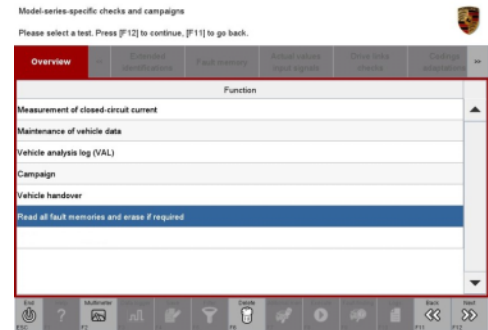 Model-series-specific checks and campaigns
Please select a test. Press [F12] to continue, [F11] to go back.
Overview
Extended identifications
Fault memory
Actual values input signals
Drive links checks
Codings adaptations
Function
Measurement of closed-circuit current
Maintenance of vehicle data
Vehicle analysis log (VAL)
Campaign
Vehicle handover
Read all fault memories and erase if required
End
Multimeter
Delete
Back
Next
ESC
F2
F8
F11
F12